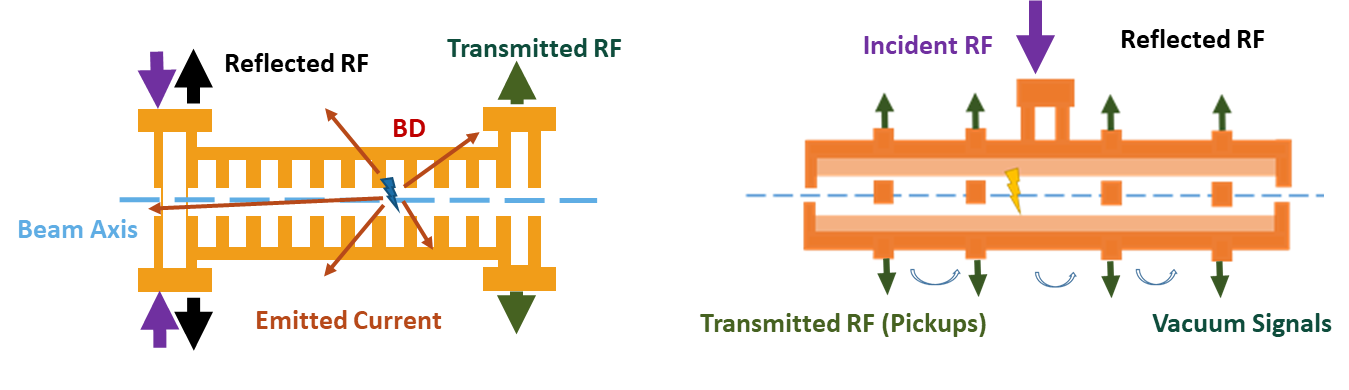 Reflected RF
Transmitted RF
BD
Beam Axis
Emitted Current
Incident RF
Reflected RF
Transmitted RF (Pickups)
Vacuum Signals